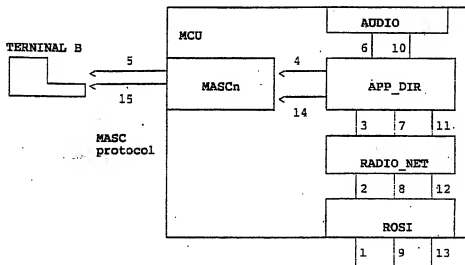 AUDIO
MCU
6 10
TERNINAL B
5
4
MASCn
APP_DIR
15
14
3 7 11
MASC
protocol
RADIO_NET
2 8 12
ROSI
1 9 13